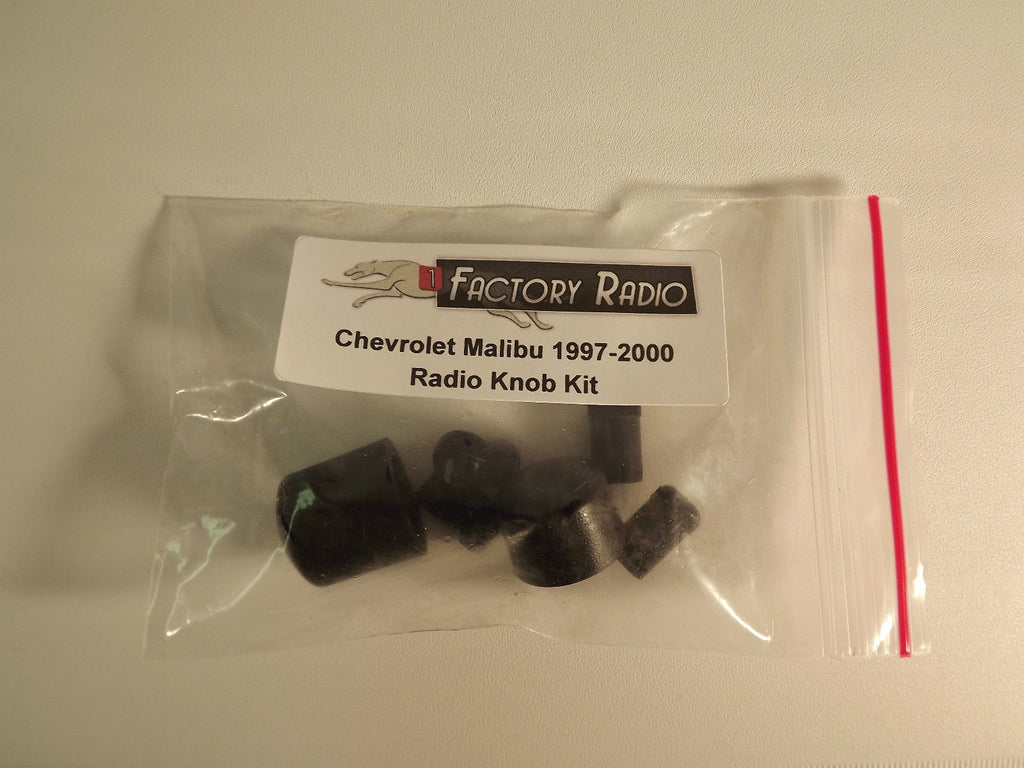 1 Factory Radio
Chevrolet Malibu 1997-2000
Radio Knob Kit